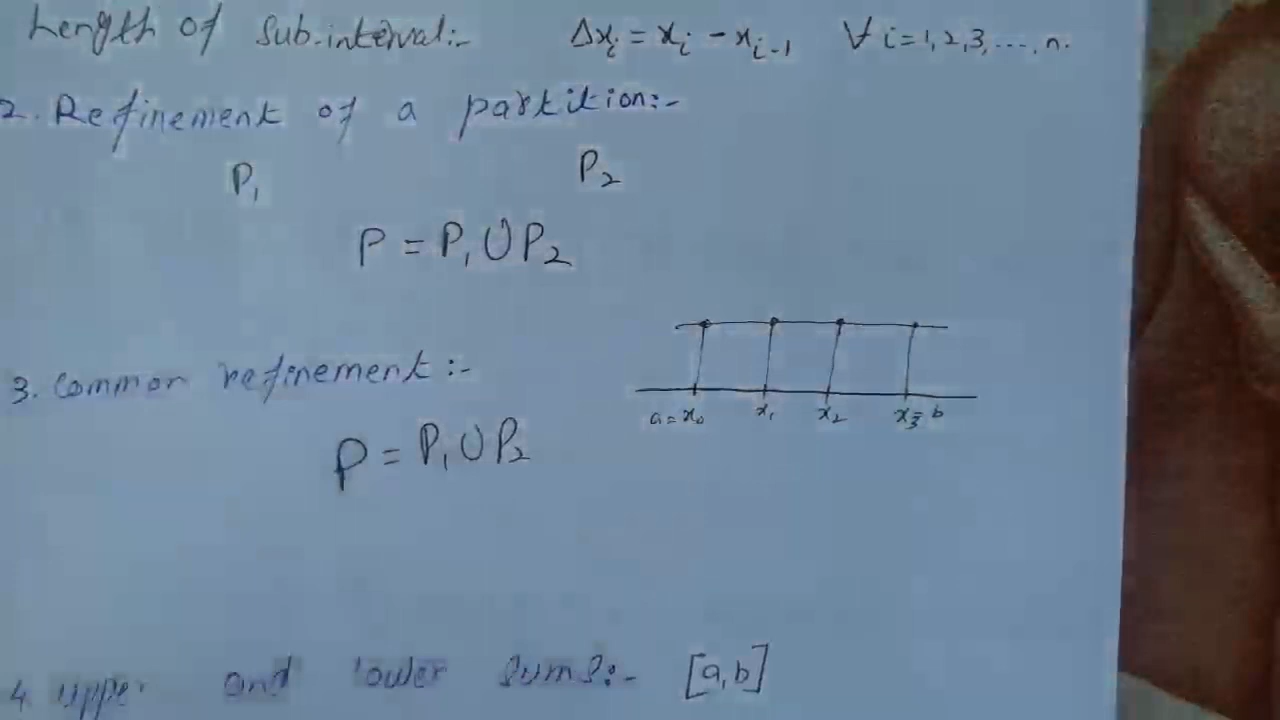 Length of Sub-interval:- Δxᵢ = xᵢ - xᵢ₋₁ ∀ i=1,2,3,...,n.
2. Refinement of a partition:-
P₁ P₂
P = P₁ ∪ P₂
3. Common refinement:-
a = x₀ x₁ x₂ x₃ = b
P = P₁ ∪ P₂
4. upper and lower sums:- [a,b]